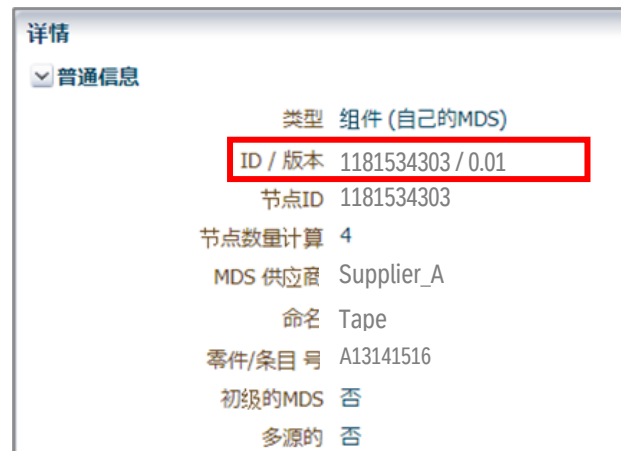 详情
普通信息
类型 组件 (自己的MDS)
ID / 版本 1181534303 / 0.01
节点ID 1181534303
节点数量计算 4
MDS 供应商 Supplier_A
命名 Tape
零件/条目 号 A13141516
初级的MDS 否
多源的 否